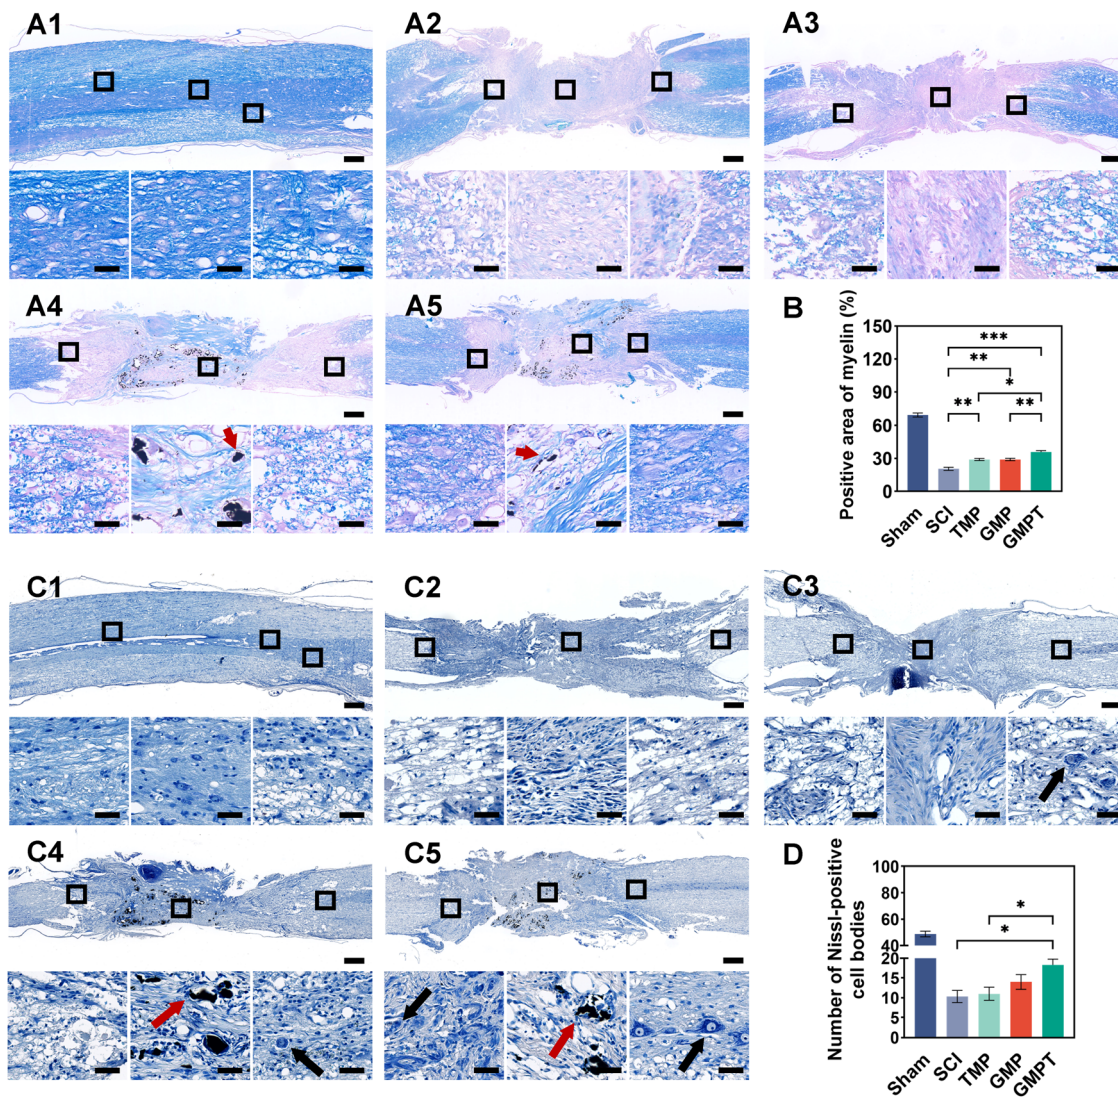 A1
A2
A3
A4
A5
B
Positive area of myelin (%)
150
120
90
60
30
0
***
**
*
**
**
Sham
SCI
TMP
GMP
GMPT
C1
C2
C3
C4
C5
D
Number of Nissl-positive
cell bodies
100
80
60
40
20
15
10
5
0
*
*
Sham
SCI
TMP
GMP
GMPT